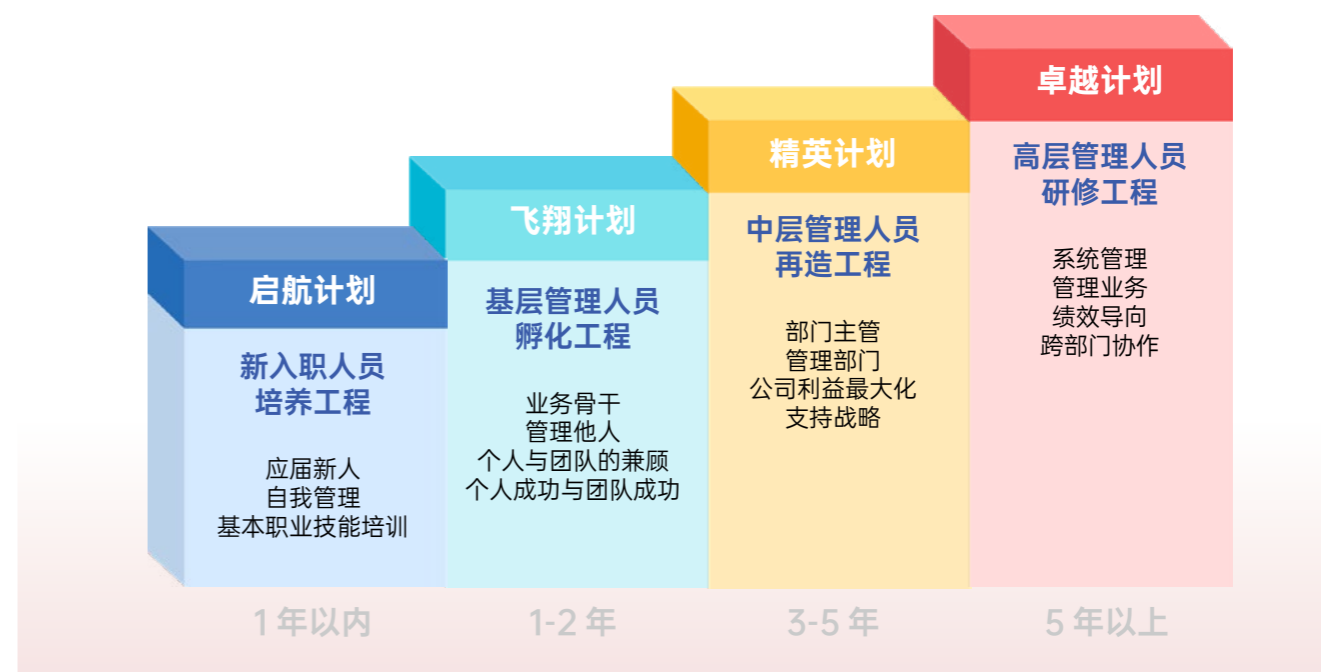 启航计划
新入职人员
培养工程
应届新人
自我管理
基本职业技能培训
1 年以内
飞翔计划
基层管理人员
孵化工程
业务骨干
管理他人
个人与团队的兼顾
个人成功与团队成功
1-2 年
精英计划
中层管理人员
再造工程
部门主管
管理部门
公司利益最大化
支持战略
3-5 年
卓越计划
高层管理人员
研修工程
系统管理
管理业务
绩效导向
跨部门协作
5 年以上